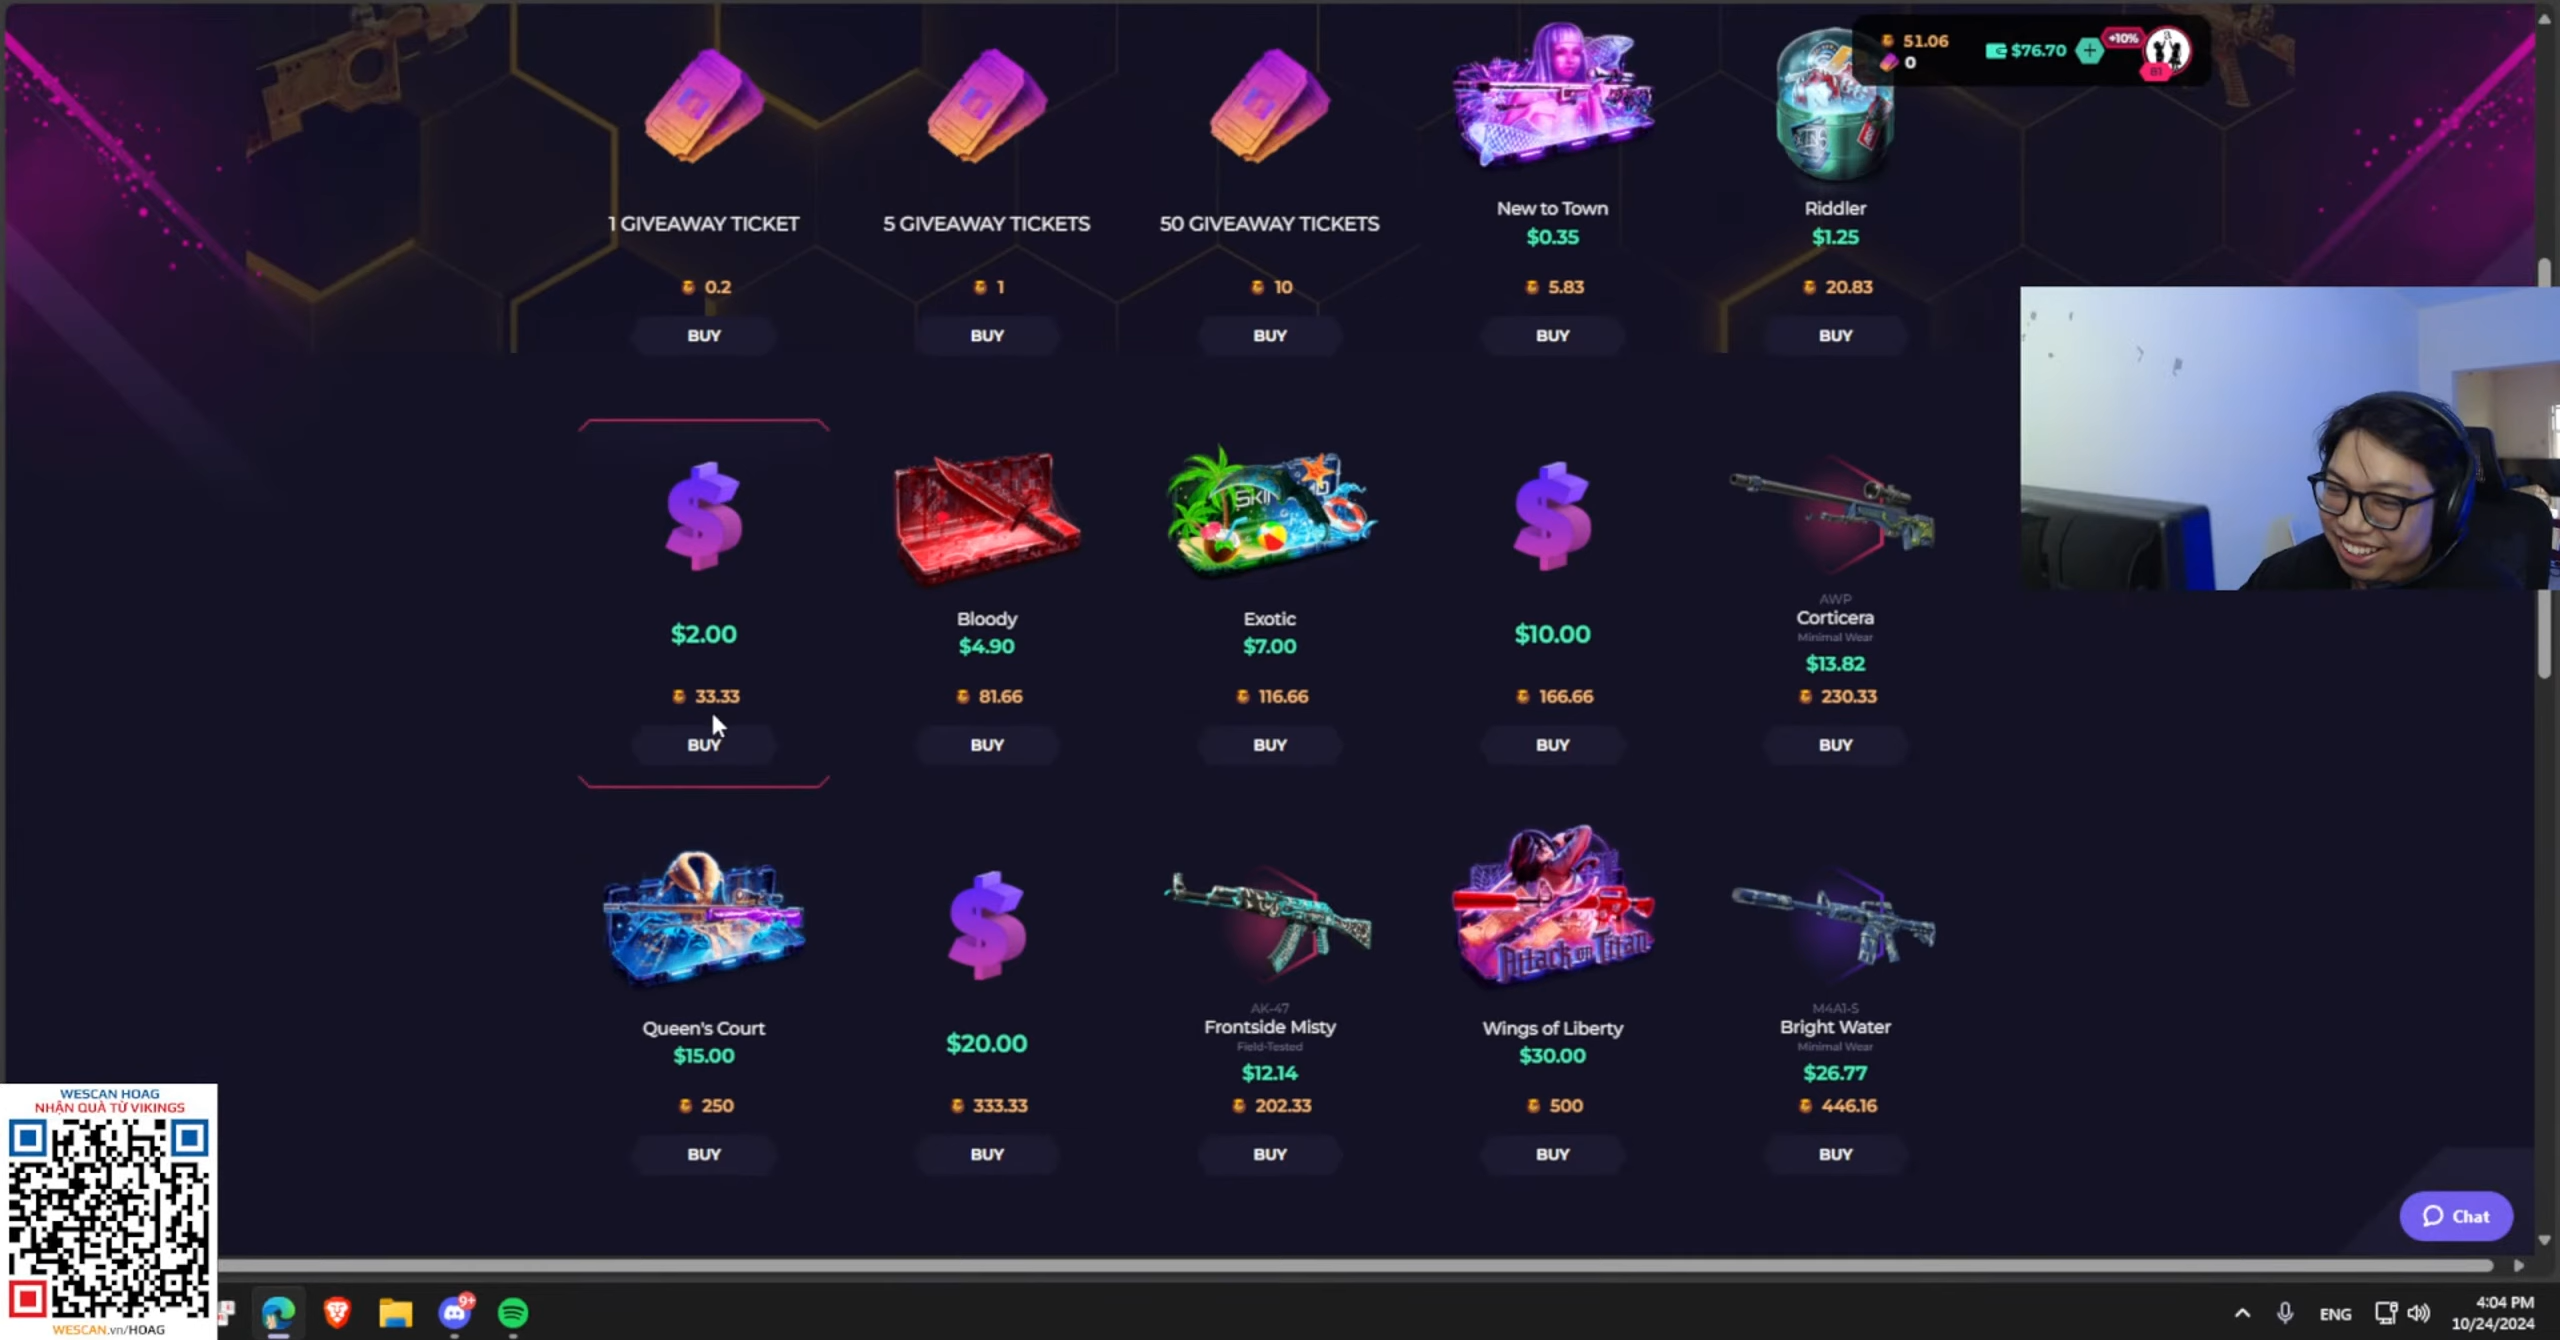 51.06
0
$76.70
+
+10%
81
1 GIVEAWAY TICKET
0.2
BUY
5 GIVEAWAY TICKETS
1
BUY
50 GIVEAWAY TICKETS
10
BUY
New to Town
$0.35
5.83
BUY
Riddler
$1.25
20.83
BUY
$2.00
33.33
BUY
Bloody
$4.90
81.66
BUY
SKIN
Exotic
$7.00
116.66
BUY
$10.00
166.66
BUY
AWP
Corticera
Minimal Wear
$13.82
230.33
BUY
Queen's Court
$15.00
250
BUY
$20.00
333.33
BUY
AK-47
Frontside Misty
Field-Tested
$12.14
202.33
BUY
Attack on Titan
Wings of Liberty
$30.00
500
BUY
M4A1-S
Bright Water
Minimal Wear
$26.77
446.16
BUY
WESCAN HOAG
NHẬN QUÀ TỪ VIKINGS
WESCAN.vn/HOAG
Chat
9+
ENG
4:04 PM
10/24/2024